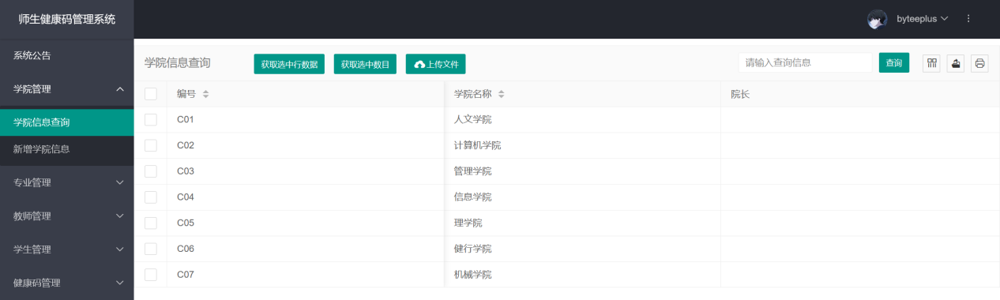 师生健康码管理系统
byteeplus
系统公告
学院管理
学院信息查询
新增学院信息
专业管理
教师管理
学生管理
健康码管理
学院信息查询 获取选中行数据 获取选中数目 上传文件 请输入查询信息 查询
编号 学院名称 院长
C01 人文学院
C02 计算机学院
C03 管理学院
C04 信息学院
C05 理学院
C06 健行学院
C07 机械学院